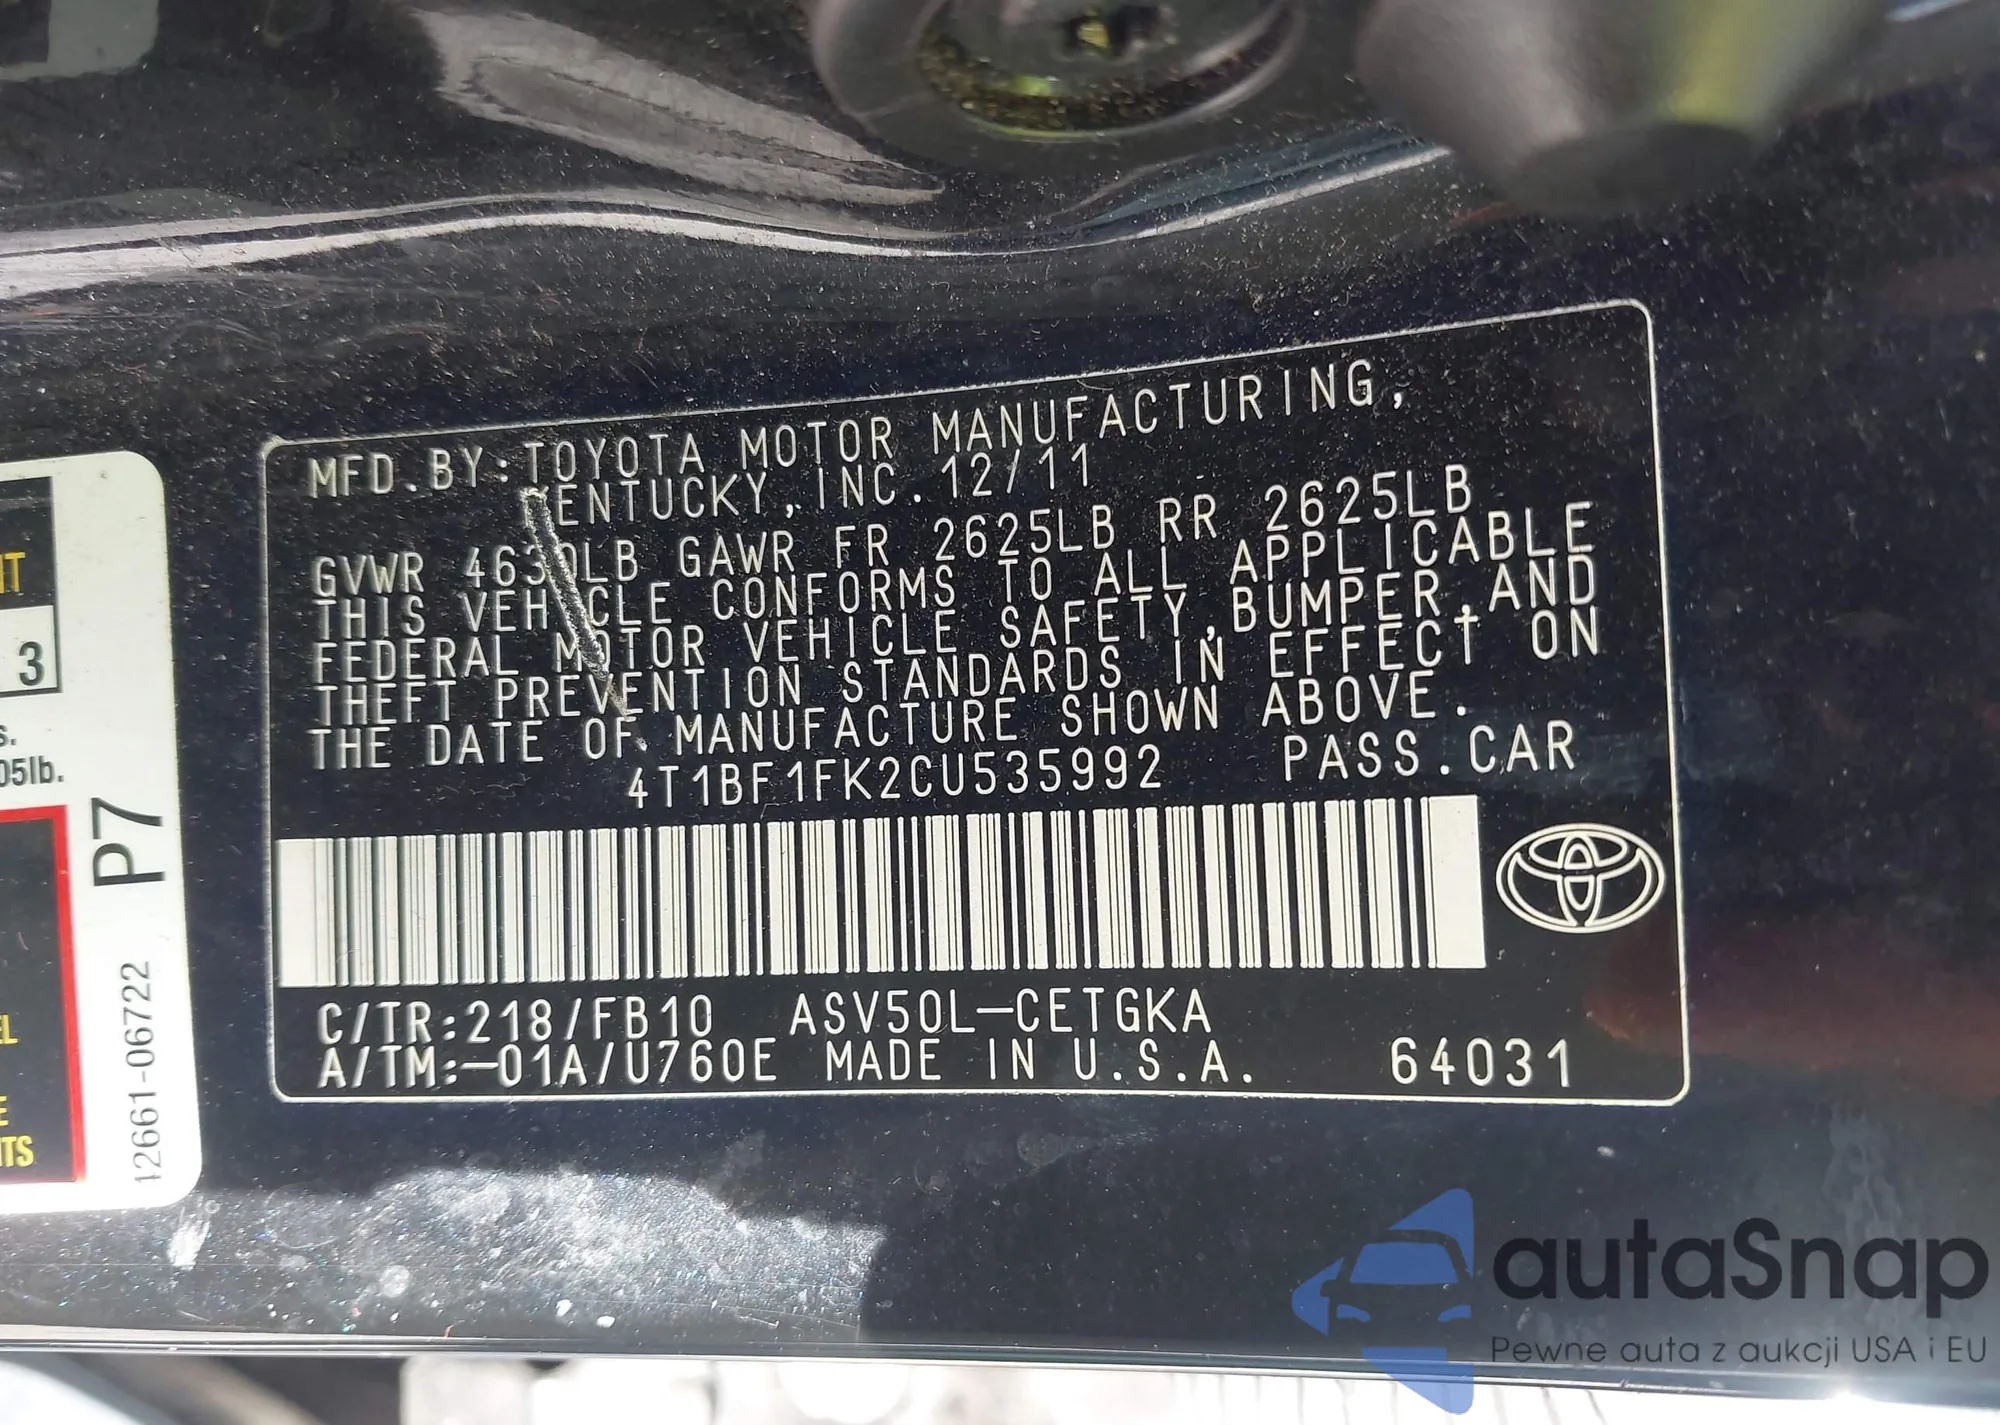 MFD.BY:TOYOTA MOTOR MANUFACTURING,
KENTUCKY, INC. 12/11
GVWR 4630LB GAWR FR 2625LB RR 2625LB
THIS VEHICLE CONFORMS TO ALL APPLICABLE
FEDERAL MOTOR VEHICLE SAFETY,BUMPER,AND
THEFT PREVENTION STANDARDS IN EFFECT ON
THE DATE OF MANUFACTURE SHOWN ABOVE.
4T1BF1FK2CU535992 PASS.CAR
C/TR:218/FB10 ASV50L-CETGKA
A/TM:-01A/U760E MADE IN U.S.A. 64031
3
05lb.
P7
12661-06722
autaSnap
Pewne auta z aukcji USA i EU